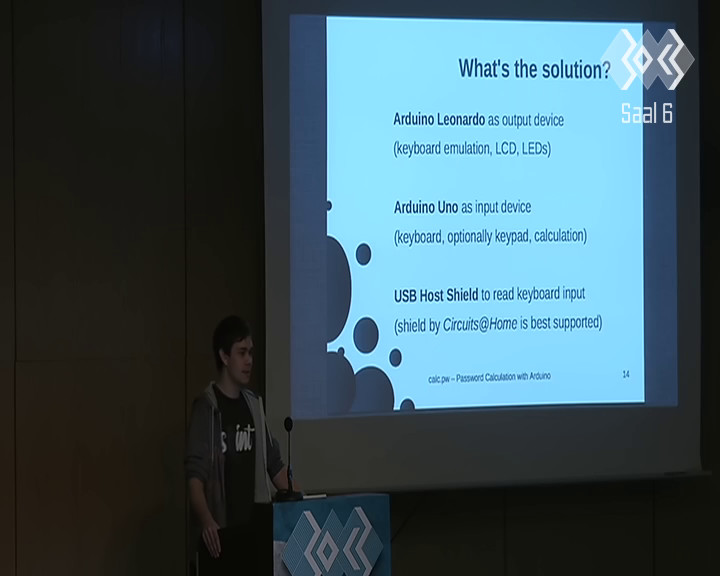 What's the solution?
Saal 6
Arduino Leonardo as output device
(keyboard emulation, LCD, LEDs)
Arduino Uno as input device
(keyboard, optionally keypad, calculation)
USB Host Shield to read keyboard input
(shield by Circuits@Home is best supported)
calc.pw – Password Calculation with Arduino
14
int